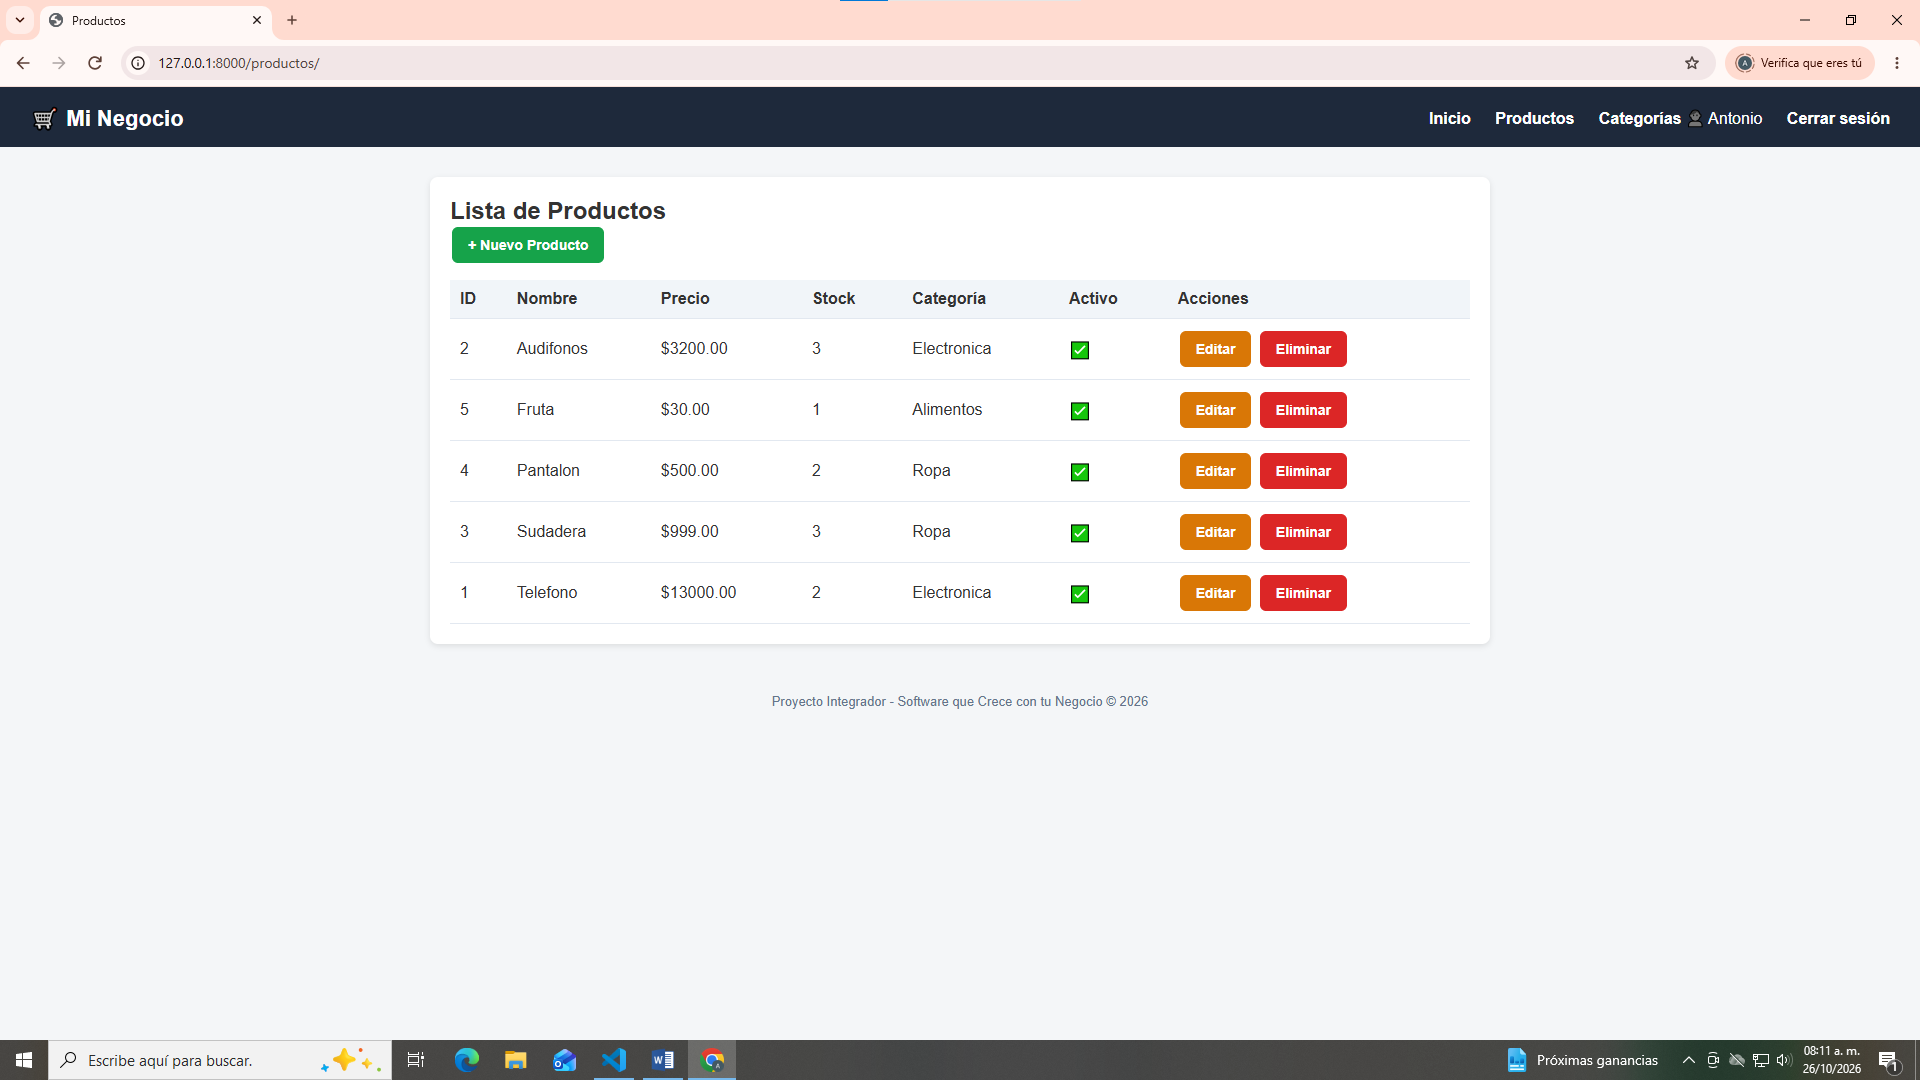 Productos
127.0.0.1:8000/productos/
Verifica que eres tú
Mi Negocio
Inicio Productos Categorías Antonio Cerrar sesión
Lista de Productos
+ Nuevo Producto
ID Nombre Precio Stock Categoría Activo Acciones
2 Audifonos $3200.00 3 Electronica Editar Eliminar
5 Fruta $30.00 1 Alimentos Editar Eliminar
4 Pantalon $500.00 2 Ropa Editar Eliminar
3 Sudadera $999.00 3 Ropa Editar Eliminar
1 Telefono $13000.00 2 Electronica Editar Eliminar
Proyecto Integrador - Software que Crece con tu Negocio © 2026
Escribe aquí para buscar.
Próximas ganancias
08:11 a. m.
26/10/2026
1